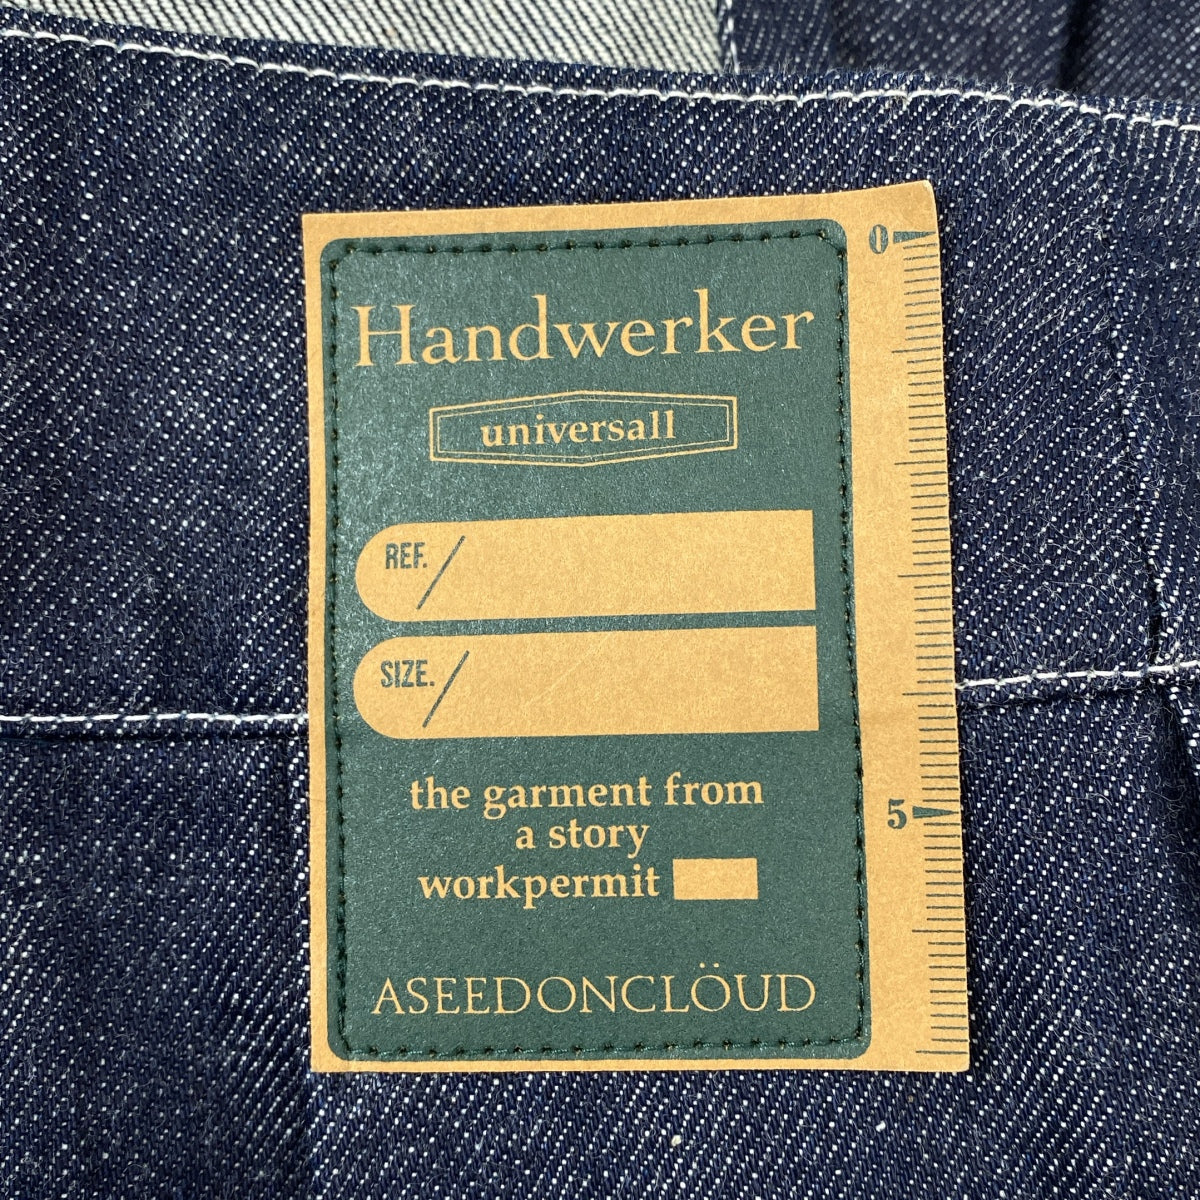 Handwerker
universall
REF. /
SIZE. /
the garment from
a story
workpermit
ASEEDONCLÖUD
0
5